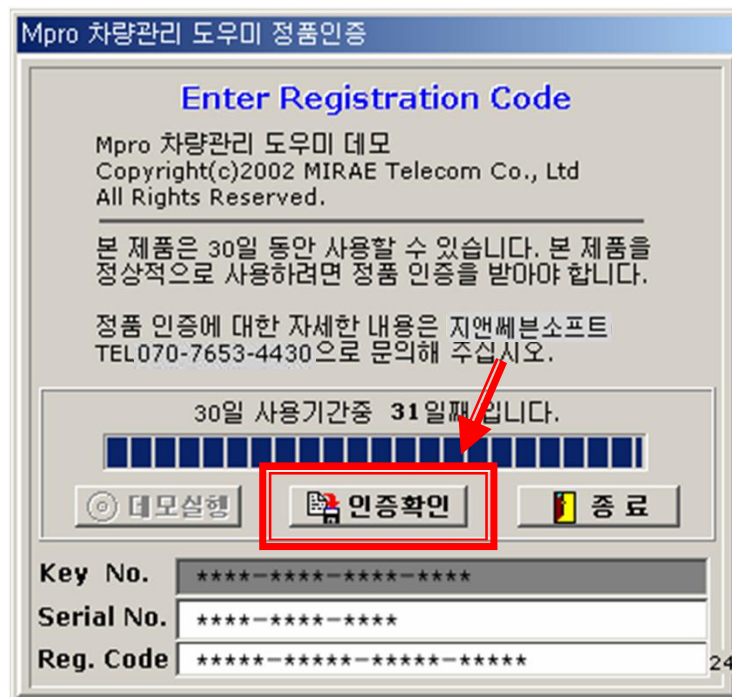 Mpro 차량관리 도우미 정품인증
Enter Registration Code
Mpro 차량관리 도우미 데모
Copyright(c)2002 MIRAE Telecom Co., Ltd
All Rights Reserved.
본 제품은 30일 동안 사용할 수 있습니다. 본 제품을
정상적으로 사용하려면 정품 인증을 받아야 합니다.
정품 인증에 대한 자세한 내용은 지앤쎄븐소프트
TEL070-7653-4430으로 문의해 주십시오.
30일 사용기간중 31일째 입니다.
데모실행 인증확인 종 료
Key No. ****-****-****-****
Serial No. ****-****-****
Reg. Code *****-*****-*****-*****
24